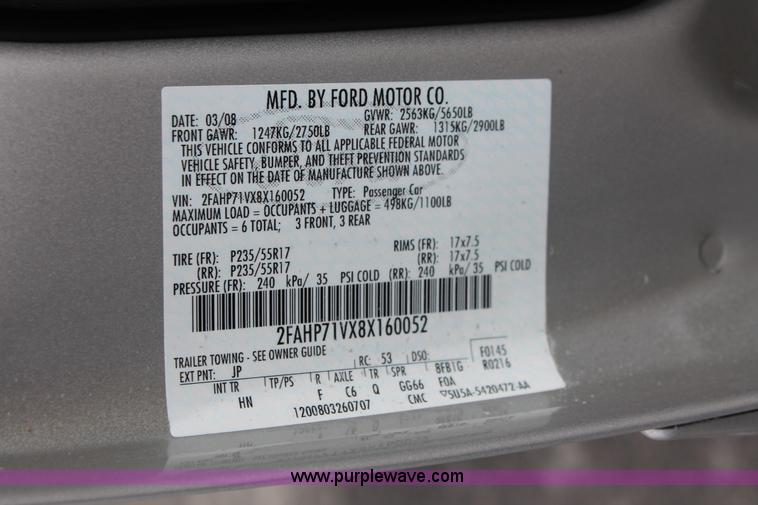 MFD. BY FORD MOTOR CO.
DATE: 03/08 GVWR: 2563KG/5650LB
FRONT GAWR: 1247KG/2750LB REAR GAWR: 1315KG/2900LB
THIS VEHICLE CONFORMS TO ALL APPLICABLE FEDERAL MOTOR
VEHICLE SAFETY, BUMPER, AND THEFT PREVENTION STANDARDS
IN EFFECT ON THE DATE OF MANUFACTURE SHOWN ABOVE.
VIN: 2FAHP71VX8X160052 TYPE: Passenger Car
MAXIMUM LOAD = OCCUPANTS + LUGGAGE = 498KG/1100LB
OCCUPANTS = 6 TOTAL; 3 FRONT, 3 REAR
TIRE (FR): P235/55R17 RIMS (FR): 17x7.5
(RR): P235/55R17 (RR): 17x7.5
PRESSURE (FR): 240 kPa/ 35 PSI COLD (RR): 240 kPa/ 35 PSI COLD
2FAHP71VX8X160052
TRAILER TOWING - SEE OWNER GUIDE
EXT PNT: JP RC: 53 DSO: F0145
INT TR TP/PS R AXLE TR SPR BFB1G R0216
HN F C6 Q GG66 FOA
1200803260707 CMC ▽5U5A-5420472-AA
www.purplewave.com